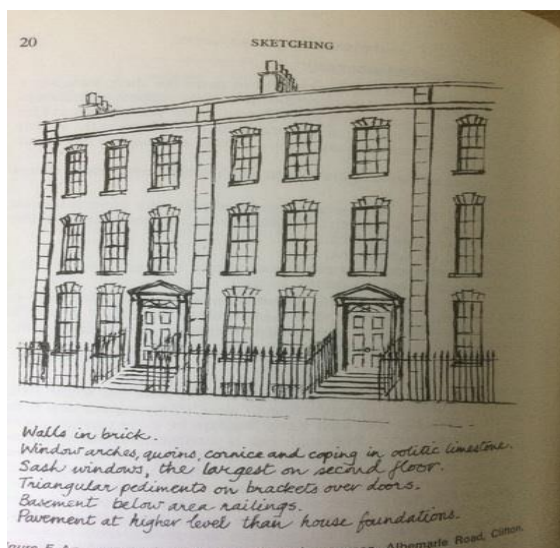 20
SKETCHING
Walls in brick.
Window arches, quoins, cornice and coping in oolitic limestone.
Sash windows, the largest on second floor.
Triangular pediments on brackets over doors.
Basement below area railings.
Pavement at higher level than house foundations.
Albemarle Road, Clifton.